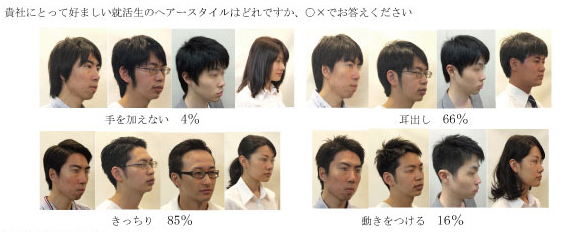 貴社にとって好ましい就活生のヘアースタイルはどれですか、○×でお答えください
手を加えない 4%
耳出し 66%
きっちり 85%
動きをつける 16%